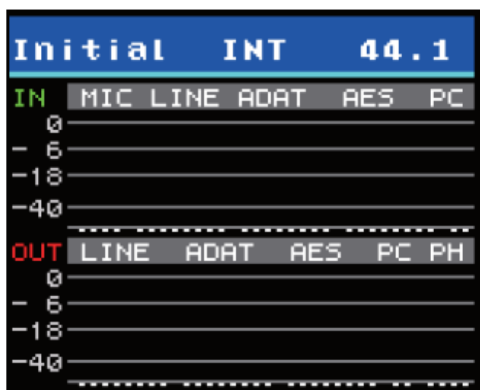 Initial INT 44.1
IN MIC LINE ADAT AES PC
0
- 6
-18
-40
OUT LINE ADAT AES PC PH
0
- 6
-18
-40